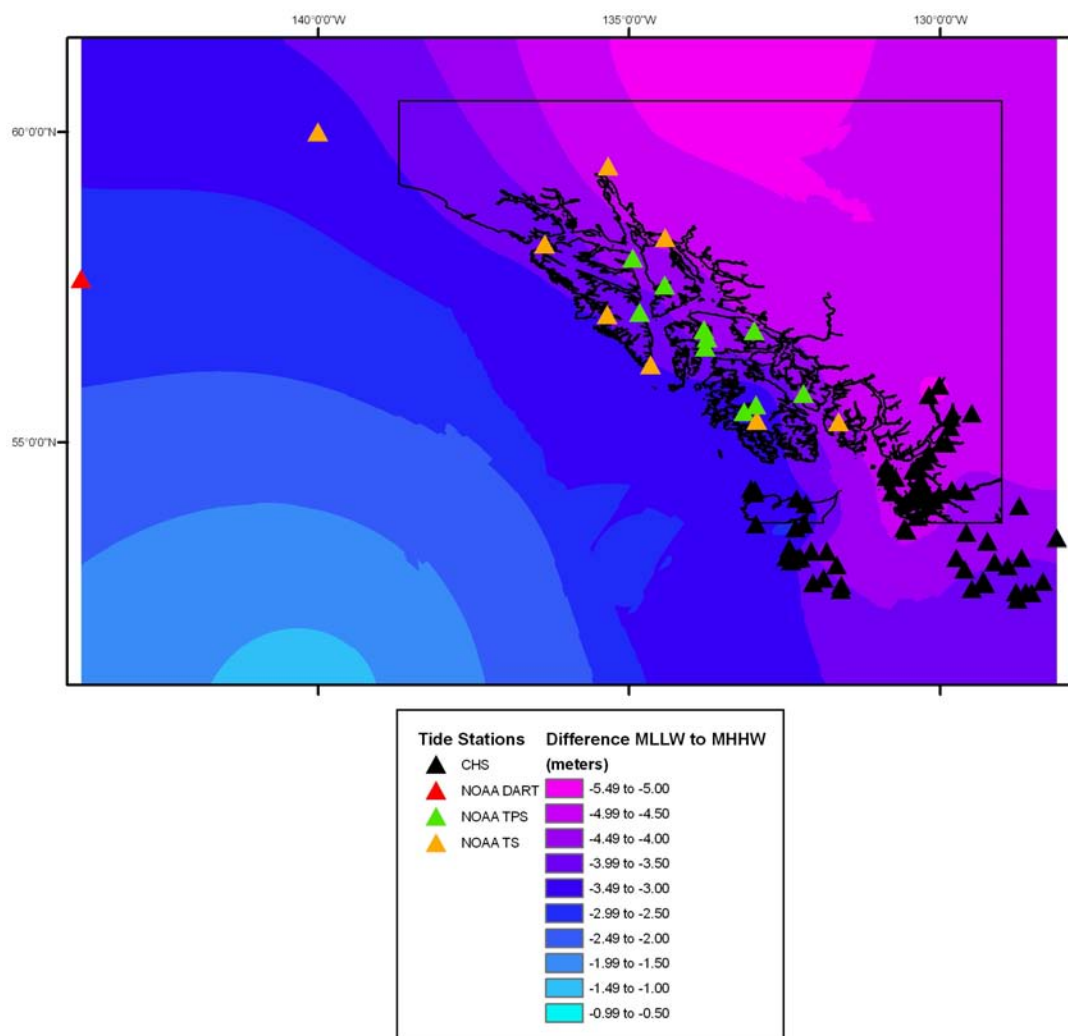 140°0'0"W 135°0'0"W 130°0'0"W
60°0'0"N
55°0'0"N
Tide Stations Difference MLLW to MHHW
(meters)
CHS
NOAA DART
NOAA TPS
NOAA TS
-5.49 to -5.00
-4.99 to -4.50
-4.49 to -4.00
-3.99 to -3.50
-3.49 to -3.00
-2.99 to -2.50
-2.49 to -2.00
-1.99 to -1.50
-1.49 to -1.00
-0.99 to -0.50